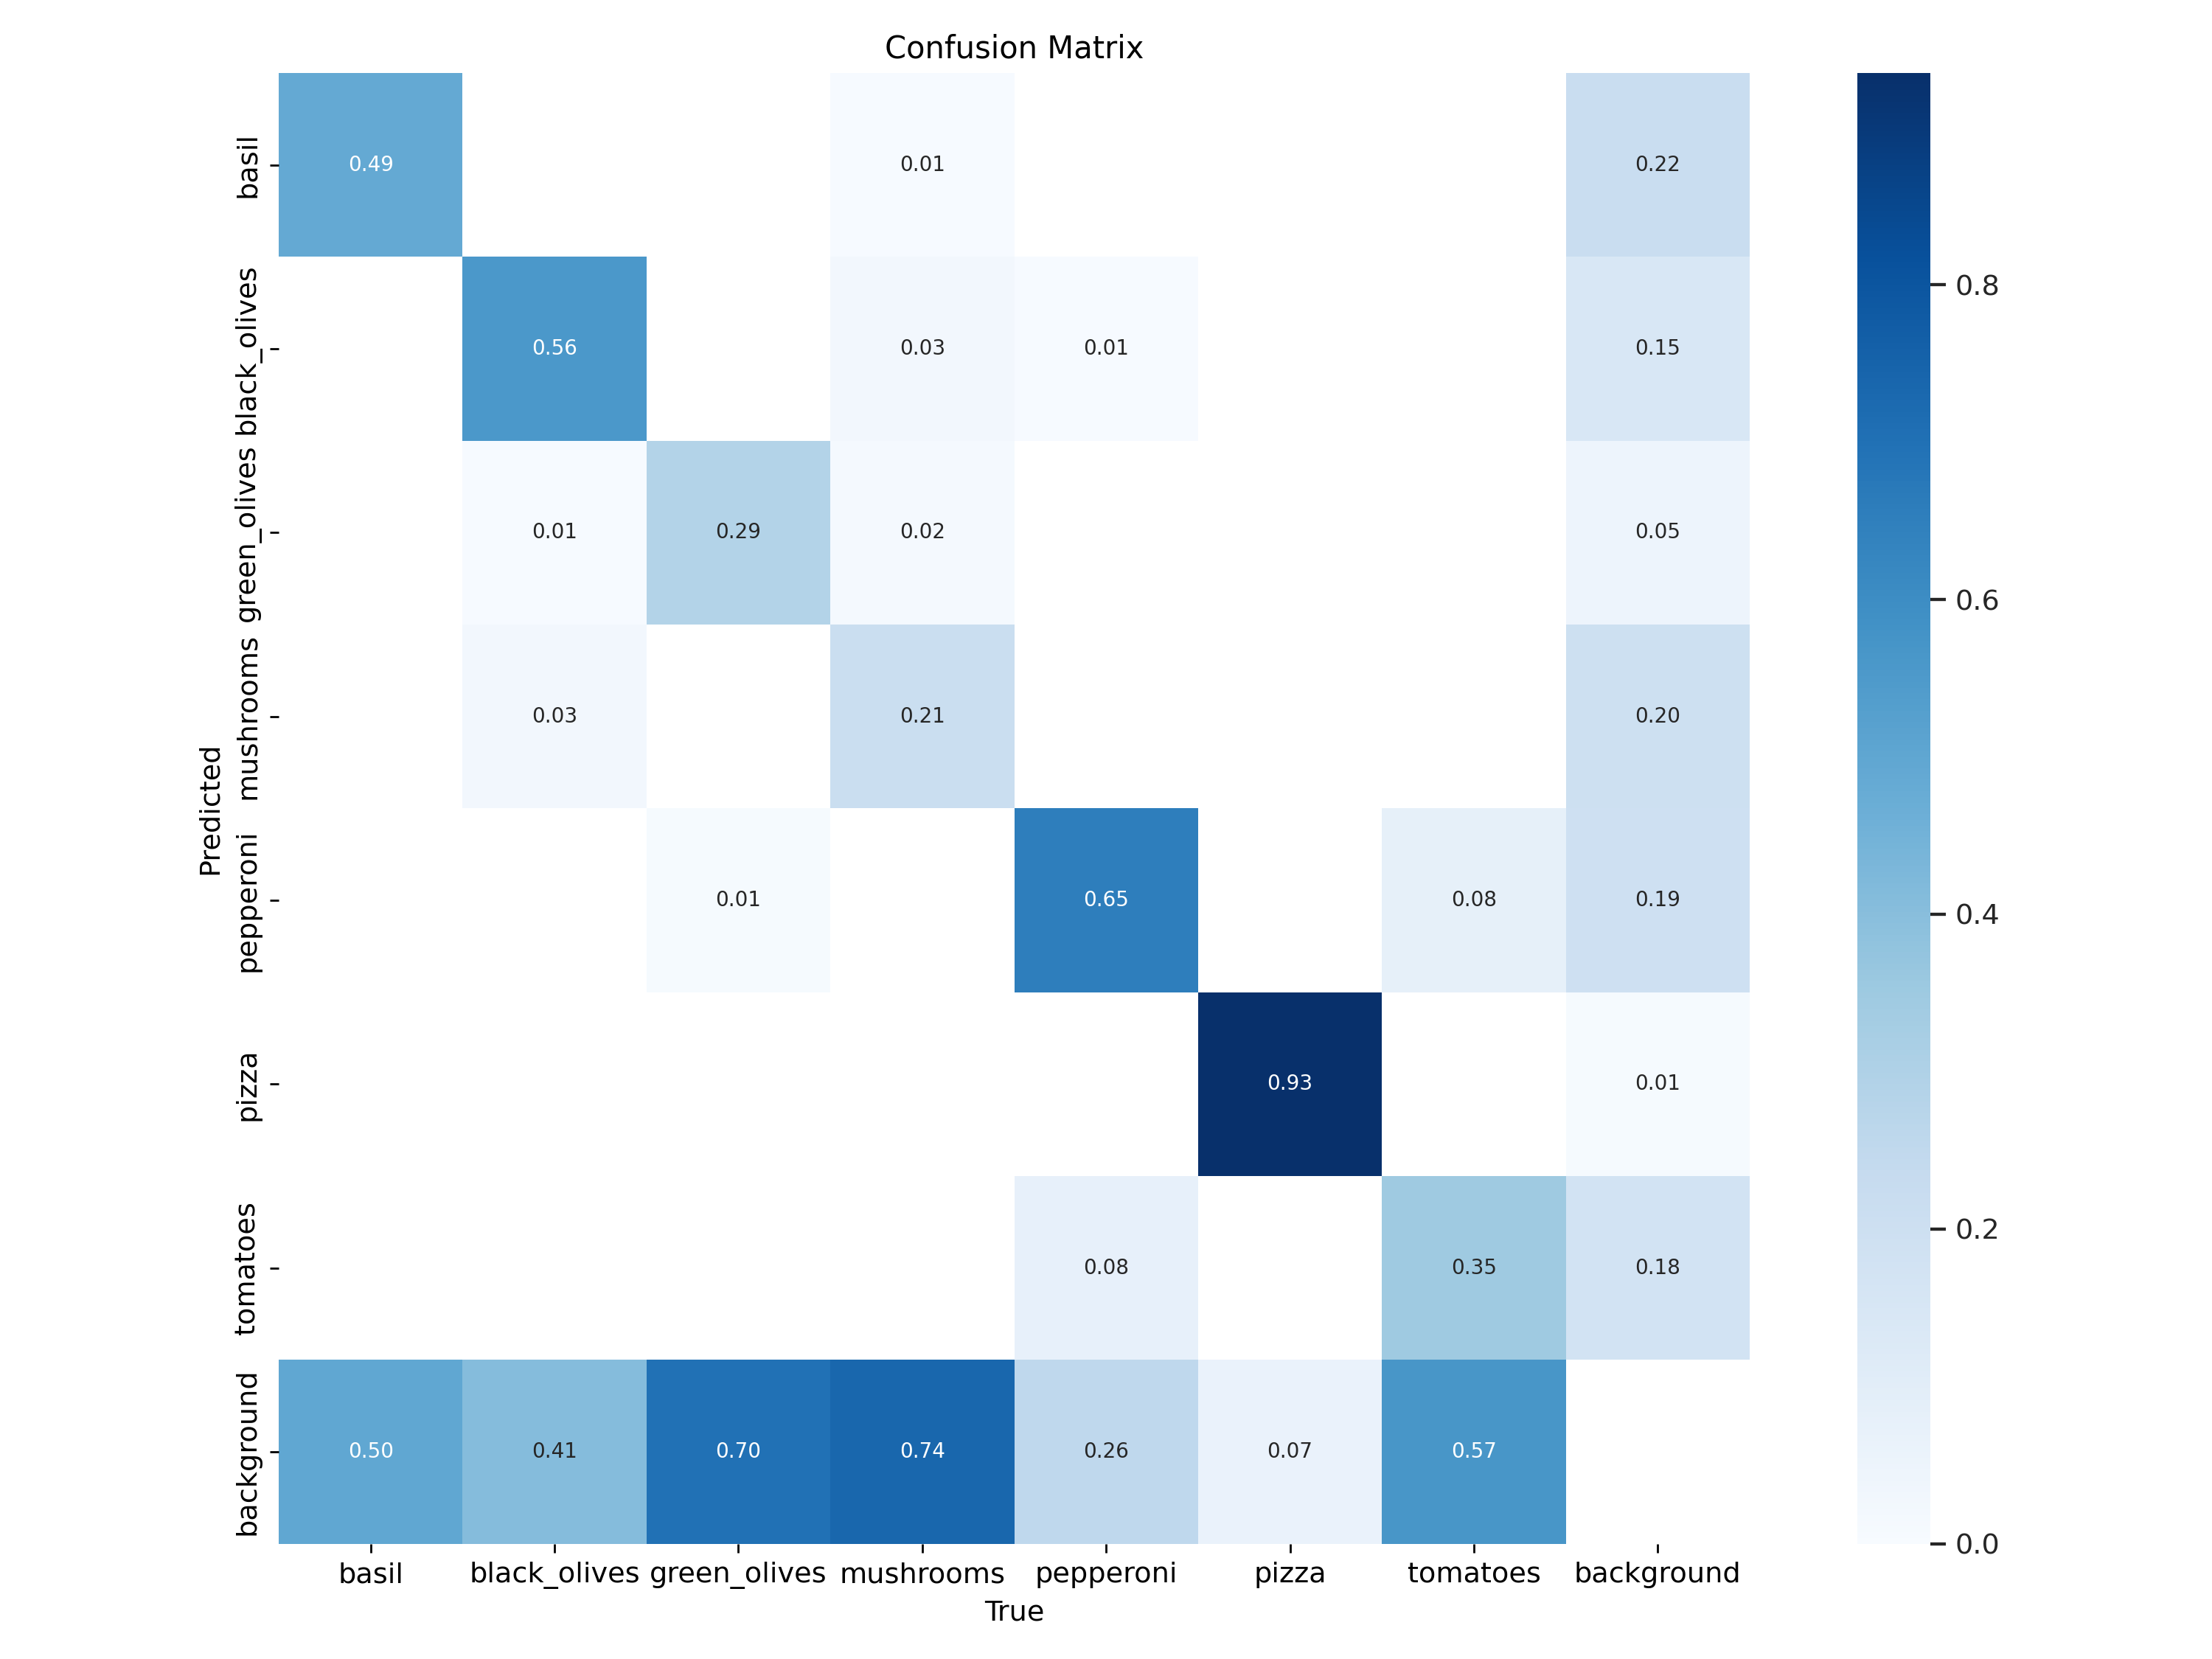 Confusion Matrix
basil
0.49
0.01
0.22
black_olives
0.56
0.03
0.01
0.15
green_olives
0.01
0.29
0.02
0.05
mushrooms
0.03
0.21
0.20
pepperoni
0.01
0.65
0.08
0.19
pizza
0.93
0.01
tomatoes
0.08
0.35
0.18
background
0.50
0.41
0.70
0.74
0.26
0.07
0.57
Predicted
basil
black_olives
green_olives
mushrooms
pepperoni
pizza
tomatoes
background
True
0.8
0.6
0.4
0.2
0.0